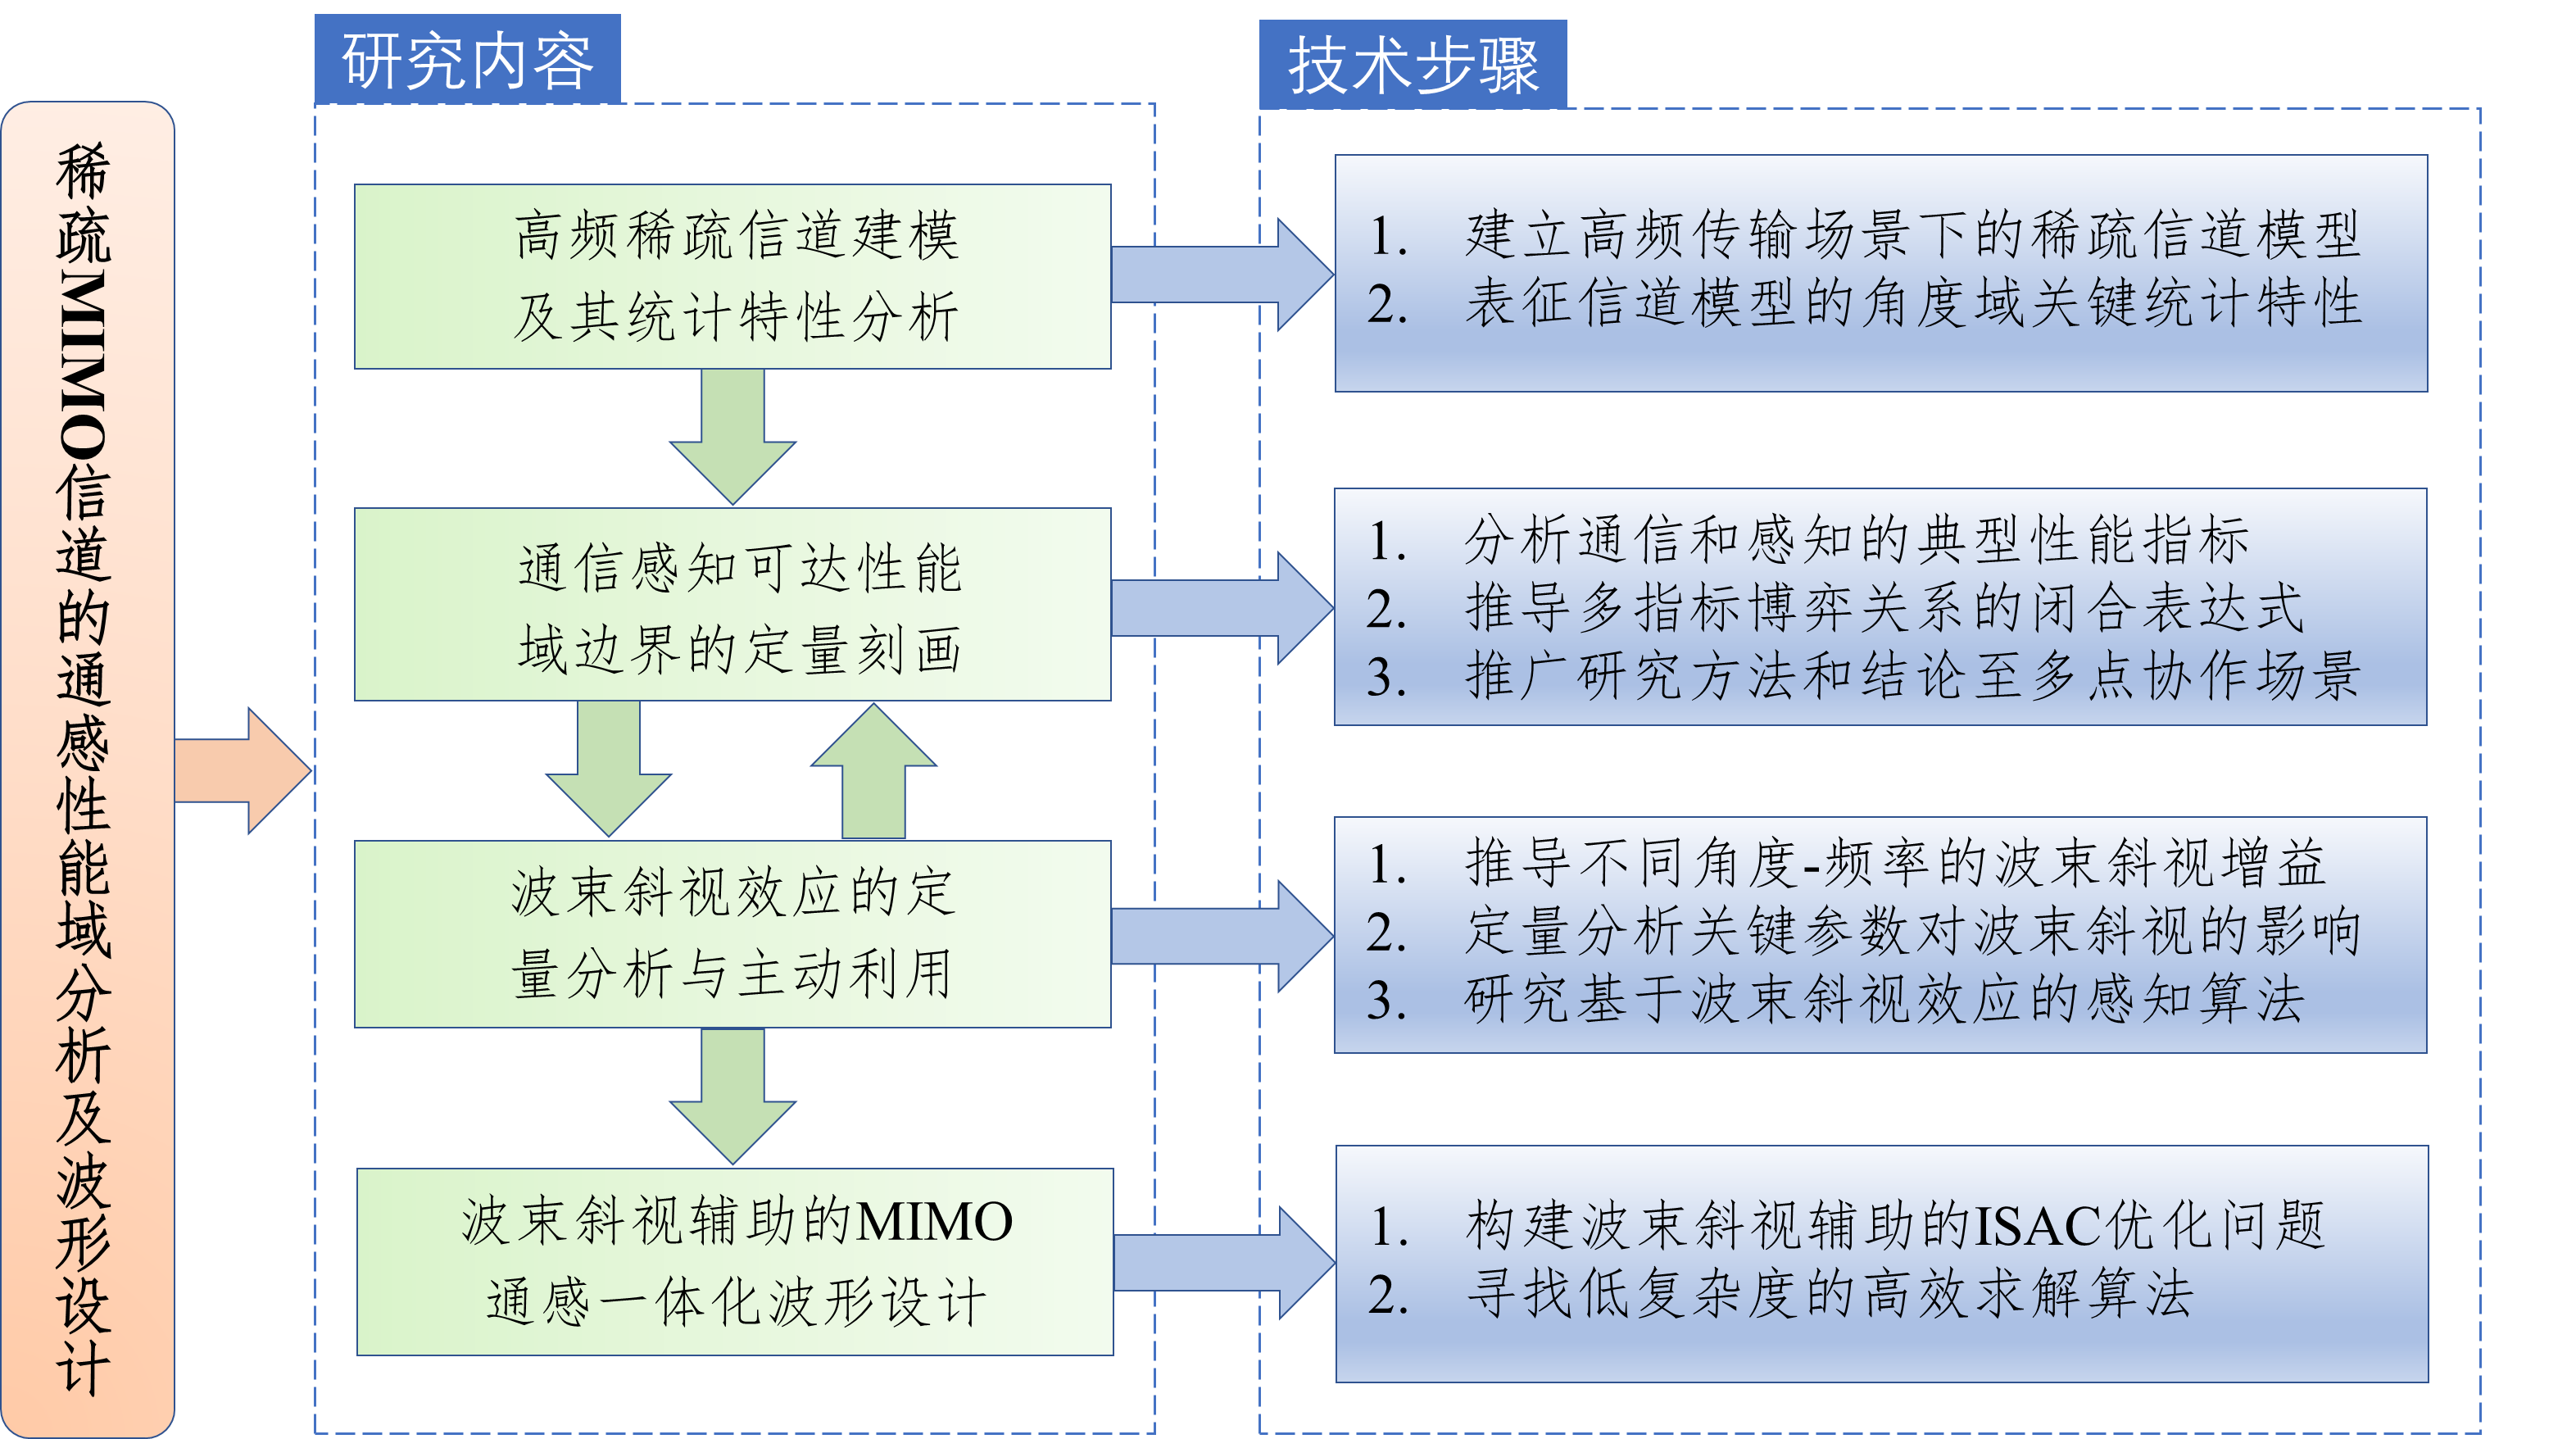 稀疏MIMO信道的通感性能域分析及波形设计
研究内容
高频稀疏信道建模
及其统计特性分析
通信感知可达性能
域边界的定量刻画
波束斜视效应的定
量分析与主动利用
波束斜视辅助的MIMO
通感一体化波形设计
技术步骤
1. 建立高频传输场景下的稀疏信道模型
2. 表征信道模型的角度域关键统计特性
1. 分析通信和感知的典型性能指标
2. 推导多指标博弈关系的闭合表达式
3. 推广研究方法和结论至多点协作场景
1. 推导不同角度-频率的波束斜视增益
2. 定量分析关键参数对波束斜视的影响
3. 研究基于波束斜视效应的感知算法
1. 构建波束斜视辅助的ISAC优化问题
2. 寻找低复杂度的高效求解算法